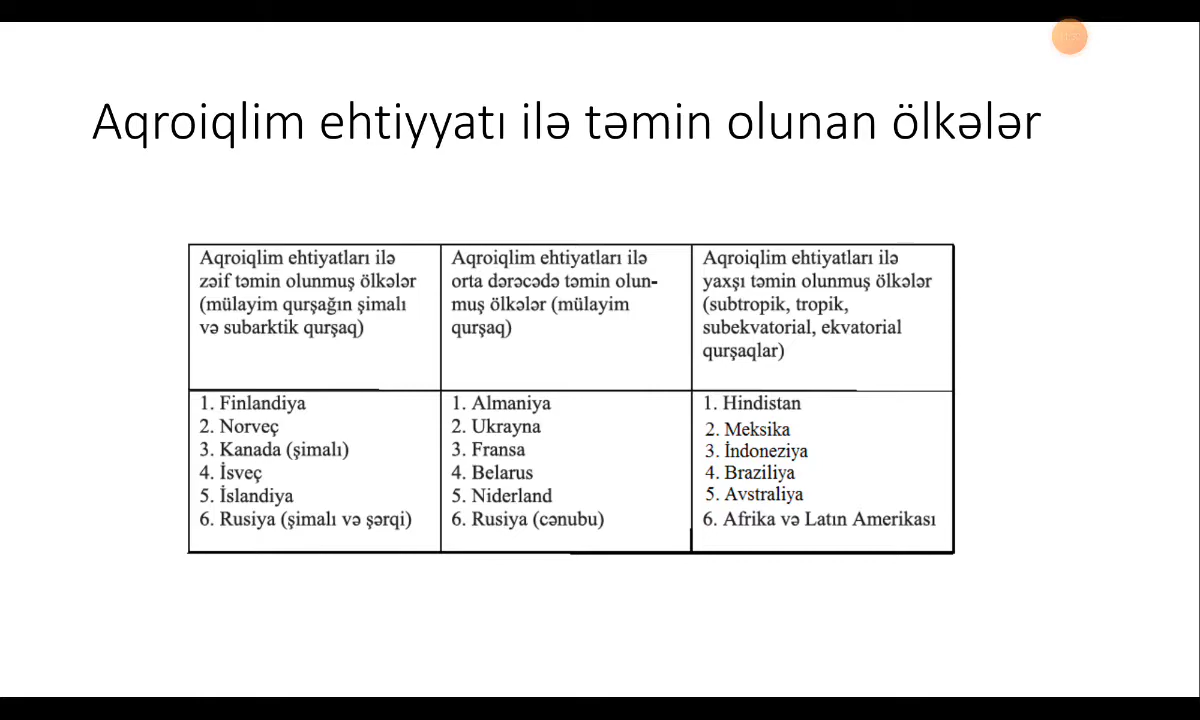 Aqroiqlim ehtiyyatı ilə təmin olunan ölkələr
Aqroiqlim ehtiyatları ilə
zəif təmin olunmuş ölkələr
(mülayim qurşağın şimalı
və subarktik qurşaq)
Aqroiqlim ehtiyatları ilə
orta dərəcədə təmin olun-
muş ölkələr (mülayim
qurşaq)
Aqroiqlim ehtiyatları ilə
yaxşı təmin olunmuş ölkələr
(subtropik, tropik,
subekvatorial, ekvatorial
qurşaqlar)
1. Finlandiya
2. Norveç
3. Kanada (şimalı)
4. İsveç
5. İslandiya
6. Rusiya (şimalı və şərqi)
1. Almaniya
2. Ukrayna
3. Fransa
4. Belarus
5. Niderland
6. Rusiya (cənubu)
1. Hindistan
2. Meksika
3. İndoneziya
4. Braziliya
5. Avstraliya
6. Afrika və Latın Amerikası